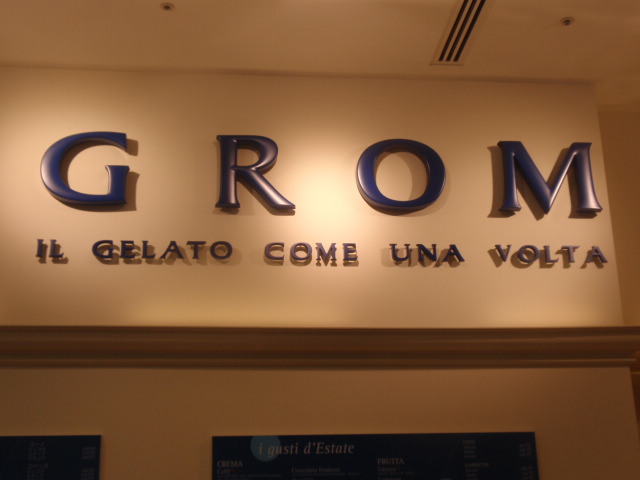 GROM
IL GELATO COME UNA VOLTA
i gusti d'Estate
CREMA
FRUTTA